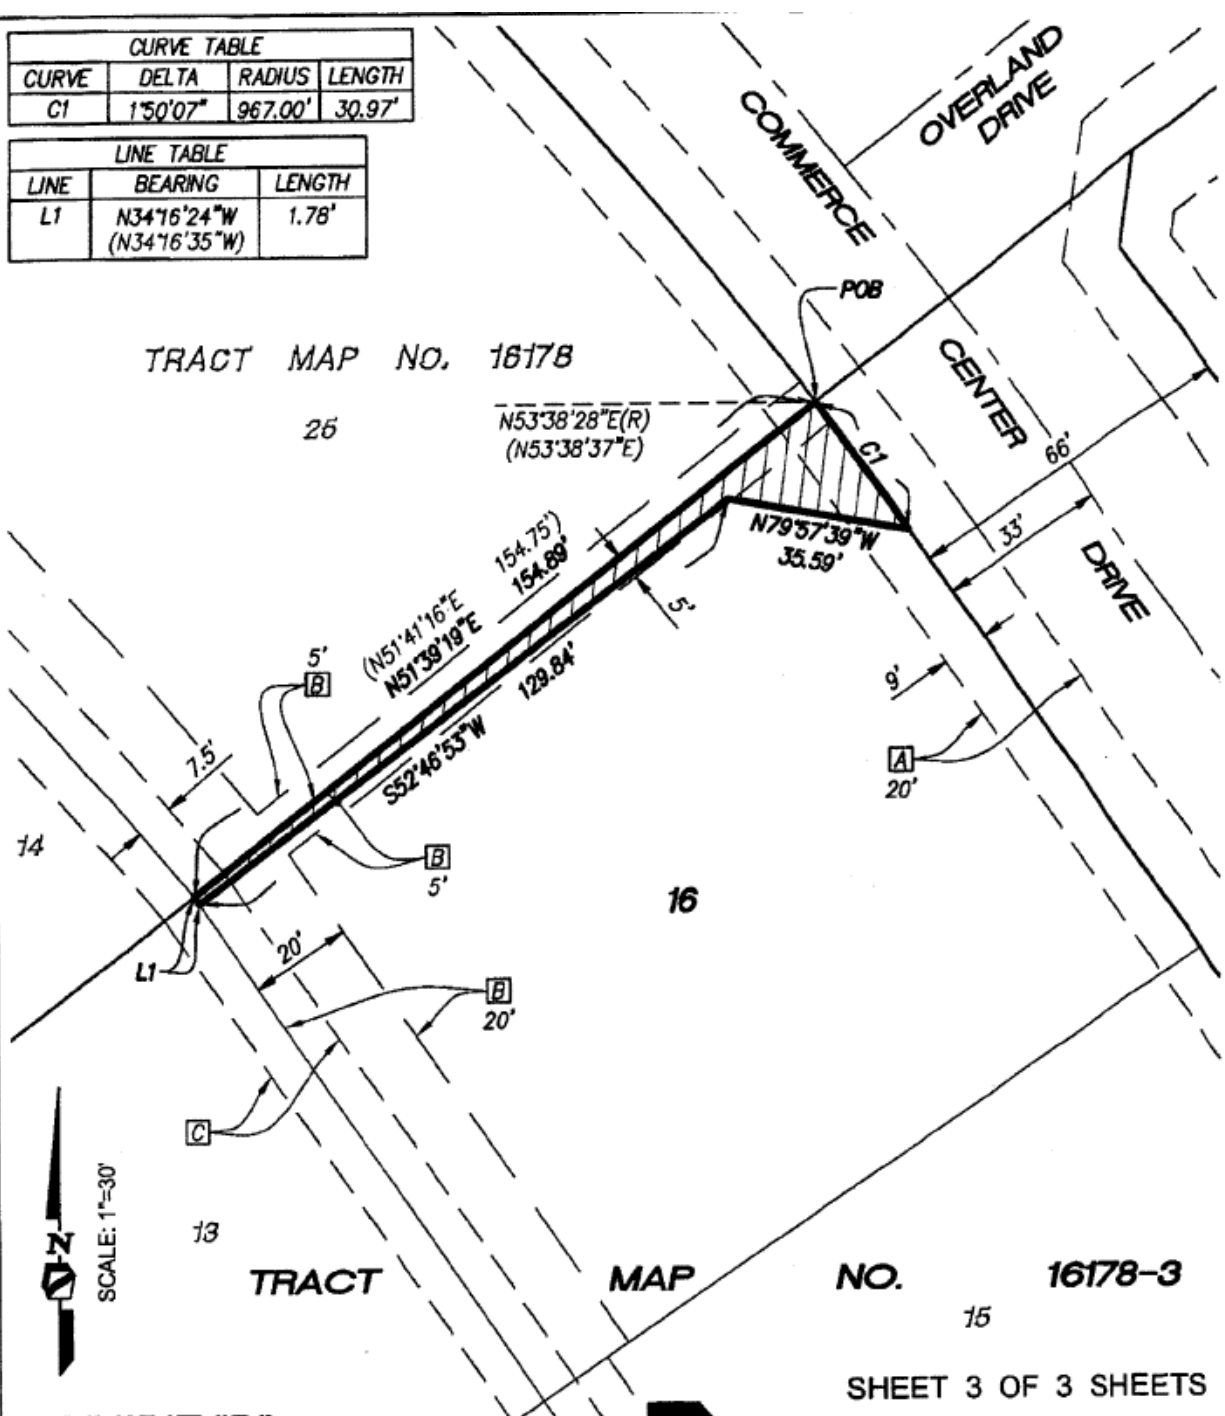 CURVE TABLE
CURVE DELTA RADIUS LENGTH
C1 1°50'07" 967.00' 30.97'
LINE TABLE
LINE BEARING LENGTH
L1 N34°16'24"W 1.78'
(N34°16'35"W)
OVERLAND
DRIVE
COMMERCE
POB
TRACT MAP NO. 16178
26
N53°38'28"E(R)
(N53°38'37"E)
CENTER
C1
66'
N79°57'39"W
35.59'
33'
DRIVE
154.75')
154.89'
(N51°41'16"E
N51°39'19"E
5'
129.84'
S52°46'53"W
5'
B
7.5'
9'
A
20'
14
B
5'
16
L1
20'
B
20'
C
13
N
SCALE: 1"=30'
TRACT MAP NO. 16178-3
15
SHEET 3 OF 3 SHEETS